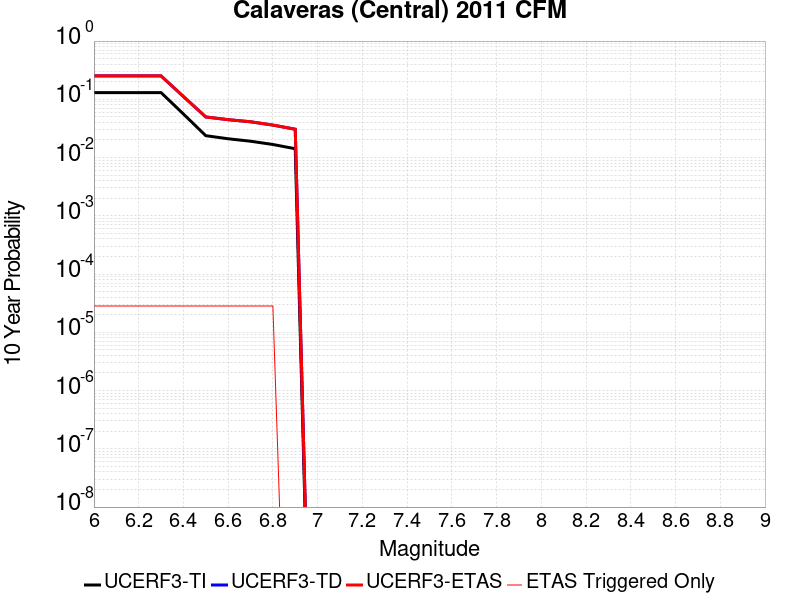 Calaveras (Central) 2011 CFM
10 0
10 -1
10 -2
10 -3
10 -4
10 -5
10 -6
10 -7
10 -8
10 Year Probability
6 6.2 6.4 6.6 6.8 7 7.2 7.4 7.6 7.8 8 8.2 8.4 8.6 8.8 9
Magnitude
UCERF3-TI UCERF3-TD UCERF3-ETAS ETAS Triggered Only